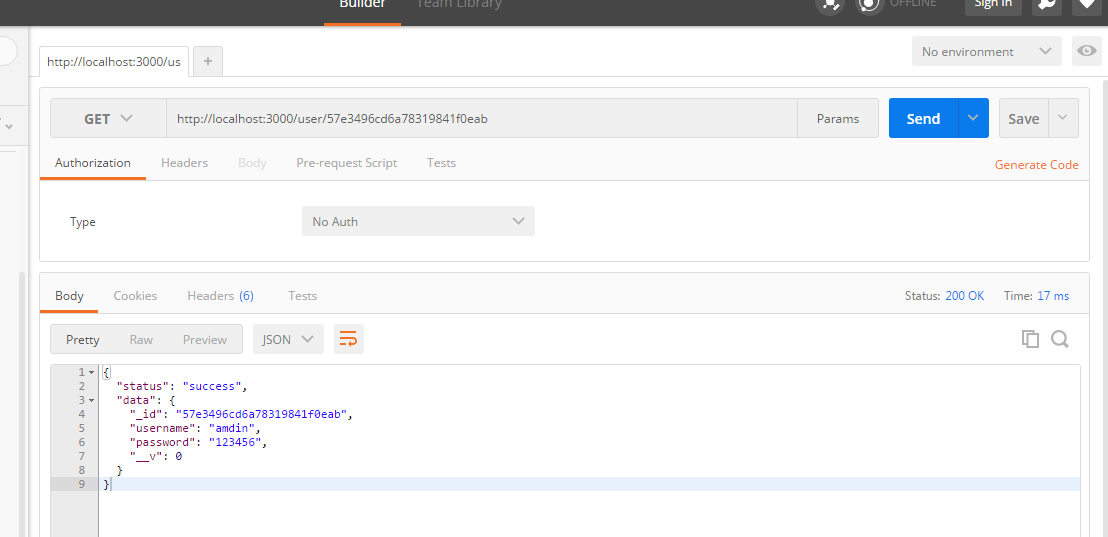 Builder Team Library OFFLINE Sign In
http://localhost:3000/us + No environment
GET http://localhost:3000/user/57e3496cd6a78319841f0eab Params Send Save
Authorization Headers Body Pre-request Script Tests Generate Code
Type No Auth
Body Cookies Headers (6) Tests Status: 200 OK Time: 17 ms
Pretty Raw Preview JSON
1 {
2 "status": "success",
3 "data": {
4 "_id": "57e3496cd6a78319841f0eab",
5 "username": "amdin",
6 "password": "123456",
7 "__v": 0
8 }
9 }